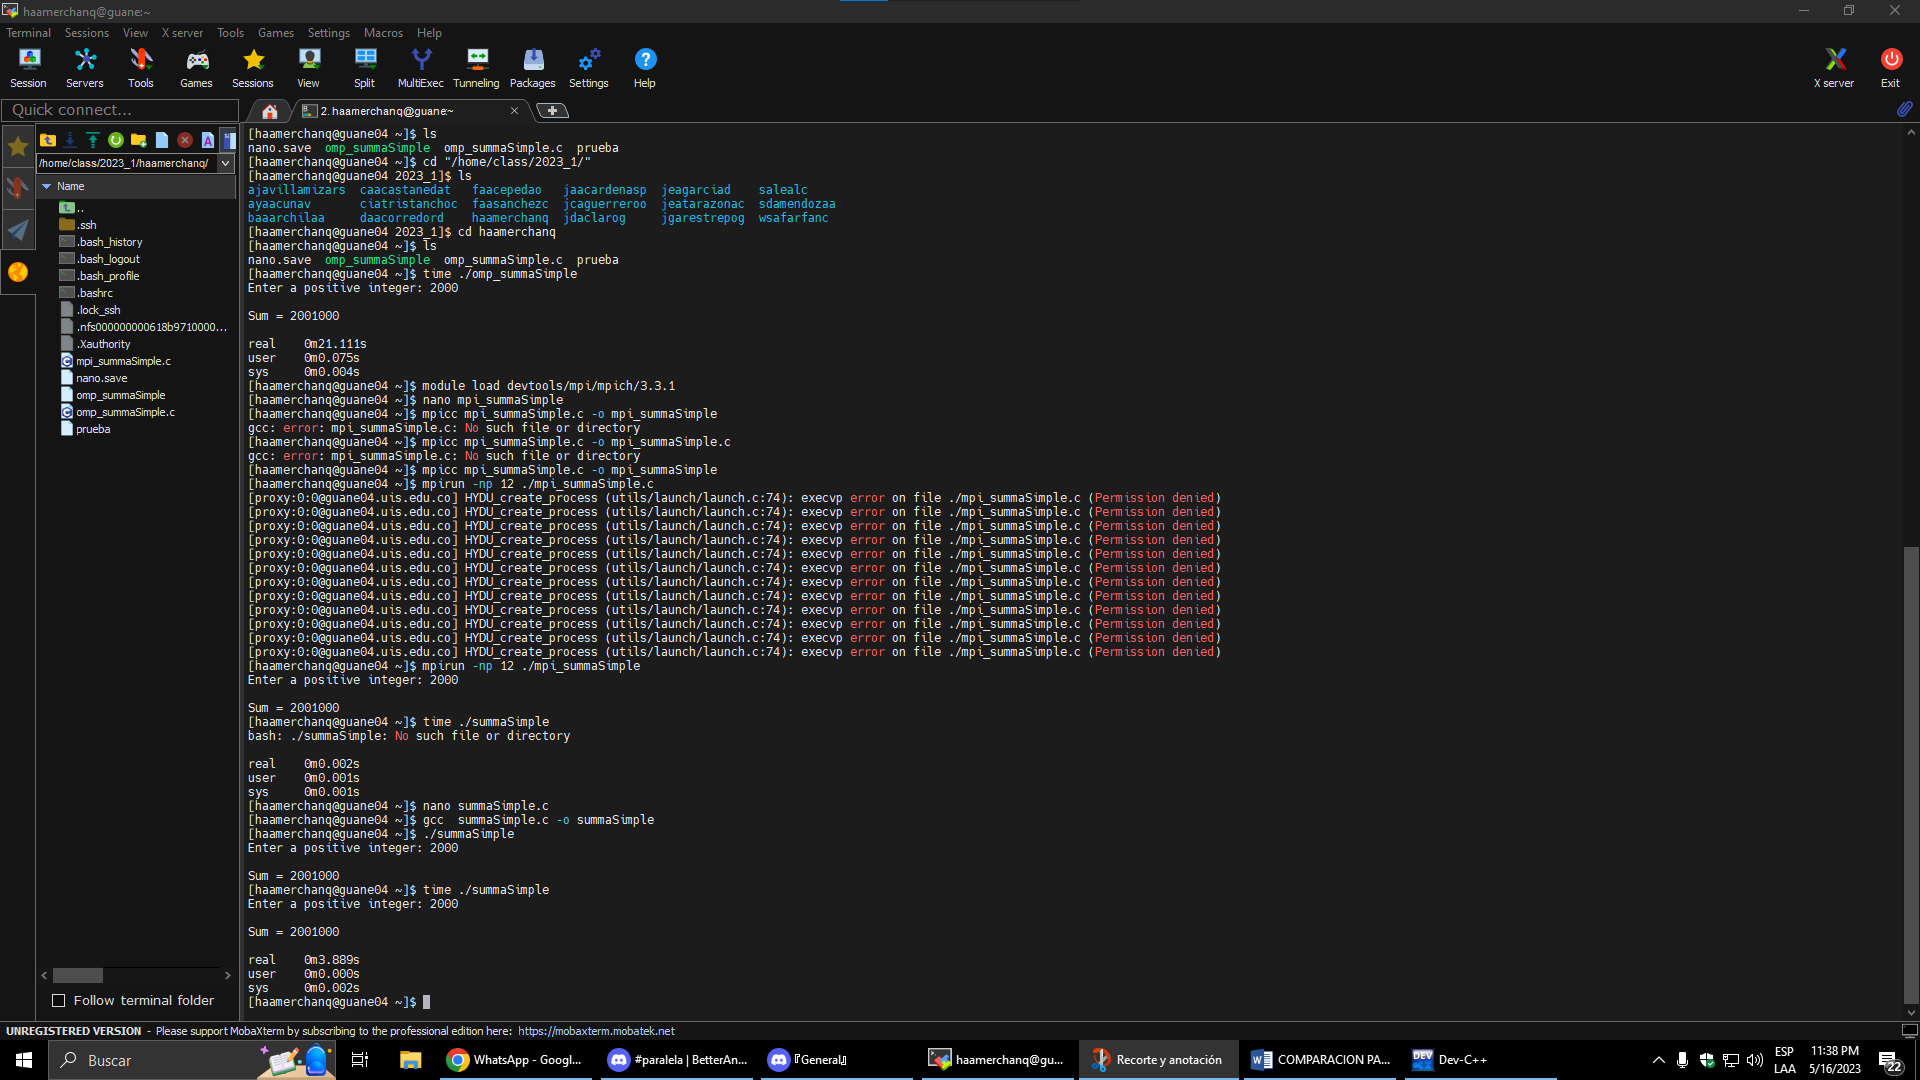 haamerchanq@guane:~
Terminal Sessions View X server Tools Games Settings Macros Help
Session Servers Tools Games Sessions View Split MultiExec Tunneling Packages Settings Help X server Exit
Quick connect...
2. haamerchanq@guane:~
/home/class/2023_1/haamerchanq/
Name
..
.ssh
.bash_history
.bash_logout
.bash_profile
.bashrc
.lock_ssh
.nfs000000000618b9710000...
.Xauthority
mpi_summaSimple.c
nano.save
omp_summaSimple
omp_summaSimple.c
prueba
Follow terminal folder
[haamerchanq@guane04 ~]$ ls
nano.save omp_summaSimple omp_summaSimple.c prueba
[haamerchanq@guane04 ~]$ cd "/home/class/2023_1/"
[haamerchanq@guane04 2023_1]$ ls
ajavillamizars caacastanedat faacepedao jaacardenasp jeagarciad salealc
ayaacunav ciatristanchoc faasanchezc jcaguerreroo jeatarazonac sdamendozaa
baaarchilaa daacorredord haamerchanq jdaclarog jgarestrepog wsafarfanc
[haamerchanq@guane04 2023_1]$ cd haamerchanq
[haamerchanq@guane04 ~]$ ls
nano.save omp_summaSimple omp_summaSimple.c prueba
[haamerchanq@guane04 ~]$ time ./omp_summaSimple
Enter a positive integer: 2000
Sum = 2001000
real 0m21.111s
user 0m0.075s
sys 0m0.004s
[haamerchanq@guane04 ~]$ module load devtools/mpi/mpich/3.3.1
[haamerchanq@guane04 ~]$ nano mpi_summaSimple
[haamerchanq@guane04 ~]$ mpicc mpi_summaSimple.c -o mpi_summaSimple
gcc: error: mpi_summaSimple.c: No such file or directory
[haamerchanq@guane04 ~]$ mpicc mpi_summaSimple.c -o mpi_summaSimple.c
gcc: error: mpi_summaSimple.c: No such file or directory
[haamerchanq@guane04 ~]$ mpicc mpi_summaSimple.c -o mpi_summaSimple
[haamerchanq@guane04 ~]$ mpirun -np 12 ./mpi_summaSimple.c
[proxy:0:0@guane04.uis.edu.co] HYDU_create_process (utils/launch/launch.c:74): execvp error on file ./mpi_summaSimple.c (Permission denied)
[proxy:0:0@guane04.uis.edu.co] HYDU_create_process (utils/launch/launch.c:74): execvp error on file ./mpi_summaSimple.c (Permission denied)
[proxy:0:0@guane04.uis.edu.co] HYDU_create_process (utils/launch/launch.c:74): execvp error on file ./mpi_summaSimple.c (Permission denied)
[proxy:0:0@guane04.uis.edu.co] HYDU_create_process (utils/launch/launch.c:74): execvp error on file ./mpi_summaSimple.c (Permission denied)
[proxy:0:0@guane04.uis.edu.co] HYDU_create_process (utils/launch/launch.c:74): execvp error on file ./mpi_summaSimple.c (Permission denied)
[proxy:0:0@guane04.uis.edu.co] HYDU_create_process (utils/launch/launch.c:74): execvp error on file ./mpi_summaSimple.c (Permission denied)
[proxy:0:0@guane04.uis.edu.co] HYDU_create_process (utils/launch/launch.c:74): execvp error on file ./mpi_summaSimple.c (Permission denied)
[proxy:0:0@guane04.uis.edu.co] HYDU_create_process (utils/launch/launch.c:74): execvp error on file ./mpi_summaSimple.c (Permission denied)
[proxy:0:0@guane04.uis.edu.co] HYDU_create_process (utils/launch/launch.c:74): execvp error on file ./mpi_summaSimple.c (Permission denied)
[proxy:0:0@guane04.uis.edu.co] HYDU_create_process (utils/launch/launch.c:74): execvp error on file ./mpi_summaSimple.c (Permission denied)
[proxy:0:0@guane04.uis.edu.co] HYDU_create_process (utils/launch/launch.c:74): execvp error on file ./mpi_summaSimple.c (Permission denied)
[proxy:0:0@guane04.uis.edu.co] HYDU_create_process (utils/launch/launch.c:74): execvp error on file ./mpi_summaSimple.c (Permission denied)
[haamerchanq@guane04 ~]$ mpirun -np 12 ./mpi_summaSimple
Enter a positive integer: 2000
Sum = 2001000
[haamerchanq@guane04 ~]$ time ./summaSimple
bash: ./summaSimple: No such file or directory
real 0m0.002s
user 0m0.001s
sys 0m0.001s
[haamerchanq@guane04 ~]$ nano summaSimple.c
[haamerchanq@guane04 ~]$ gcc  summaSimple.c -o summaSimple
[haamerchanq@guane04 ~]$ ./summaSimple
Enter a positive integer: 2000
Sum = 2001000
[haamerchanq@guane04 ~]$ time ./summaSimple
Enter a positive integer: 2000
Sum = 2001000
real 0m3.889s
user 0m0.000s
sys 0m0.002s
[haamerchanq@guane04 ~]$
UNREGISTERED VERSION - Please support MobaXterm by subscribing to the professional edition here: https://mobaxterm.mobatek.net
Buscar
WhatsApp - Googl...
#paralela | BetterAn...
『General』
haamerchanq@gu...
Recorte y anotación
COMPARACION PA...
DEV Dev-C++
ESP
LAA
11:38 PM
5/16/2023
22